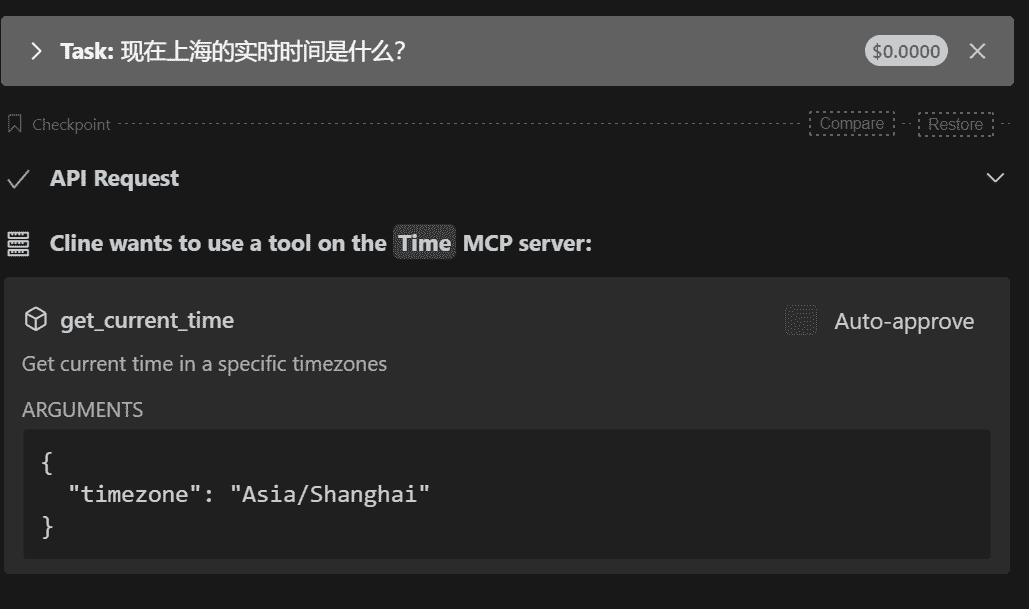 Task: 现在上海的实时时间是什么? $0.0000
Checkpoint Compare Restore
API Request
Cline wants to use a tool on the Time MCP server:
get_current_time Auto-approve
Get current time in a specific timezones
ARGUMENTS
{
"timezone": "Asia/Shanghai"
}